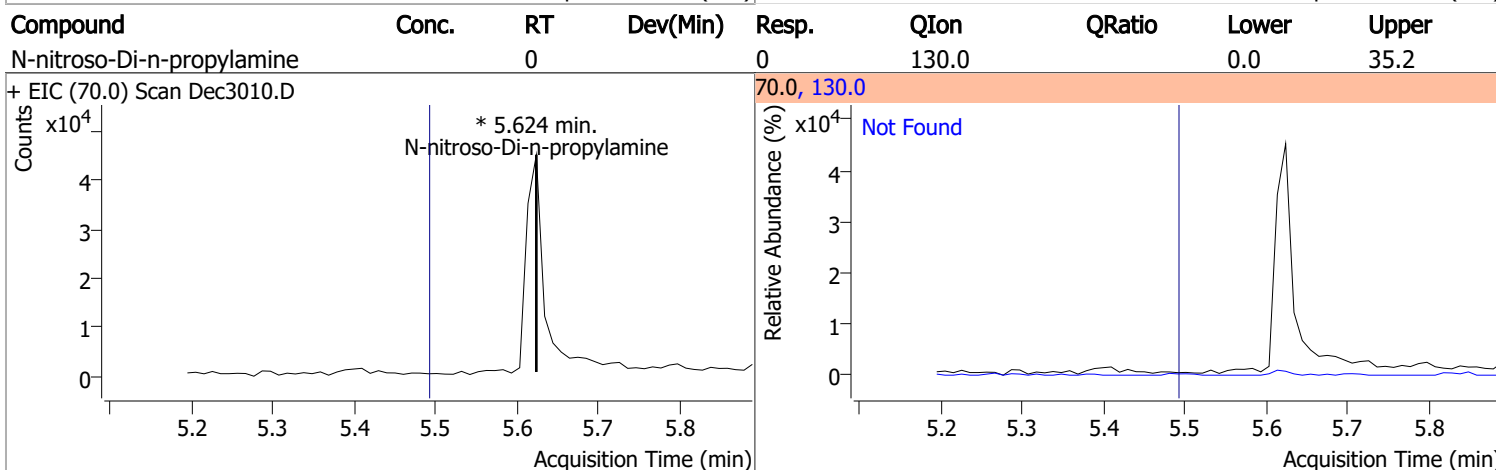 Compound Conc. RT Dev(Min) Resp. QIon QRatio Lower Upper
N-nitroso-Di-n-propylamine 0 0 130.0 0.0 35.2
+ EIC (70.0) Scan Dec3010.D
Counts
x10⁴
* 5.624 min.
N-nitroso-Di-n-propylamine
4
3
2
1
0
5.2 5.3 5.4 5.5 5.6 5.7 5.8
Acquisition Time (min)
70.0, 130.0
Relative Abundance (%)
x10⁴
Not Found
4
3
2
1
0
5.2 5.3 5.4 5.5 5.6 5.7 5.8
Acquisition Time (min)